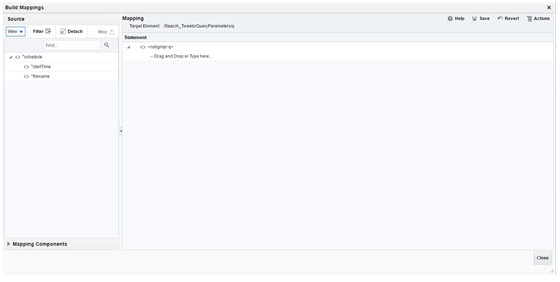 Build Mappings
Source
View
Filter
Detach
Map
Find...
*schedule
*startTime
*filename
Mapping Components
Mapping
Target Element /Search_Tweets/QueryParameters/q
Help
Save
Revert
Actions
Statement
<nstrgmpr:q>
-- Drag and Drop or Type here...
Close